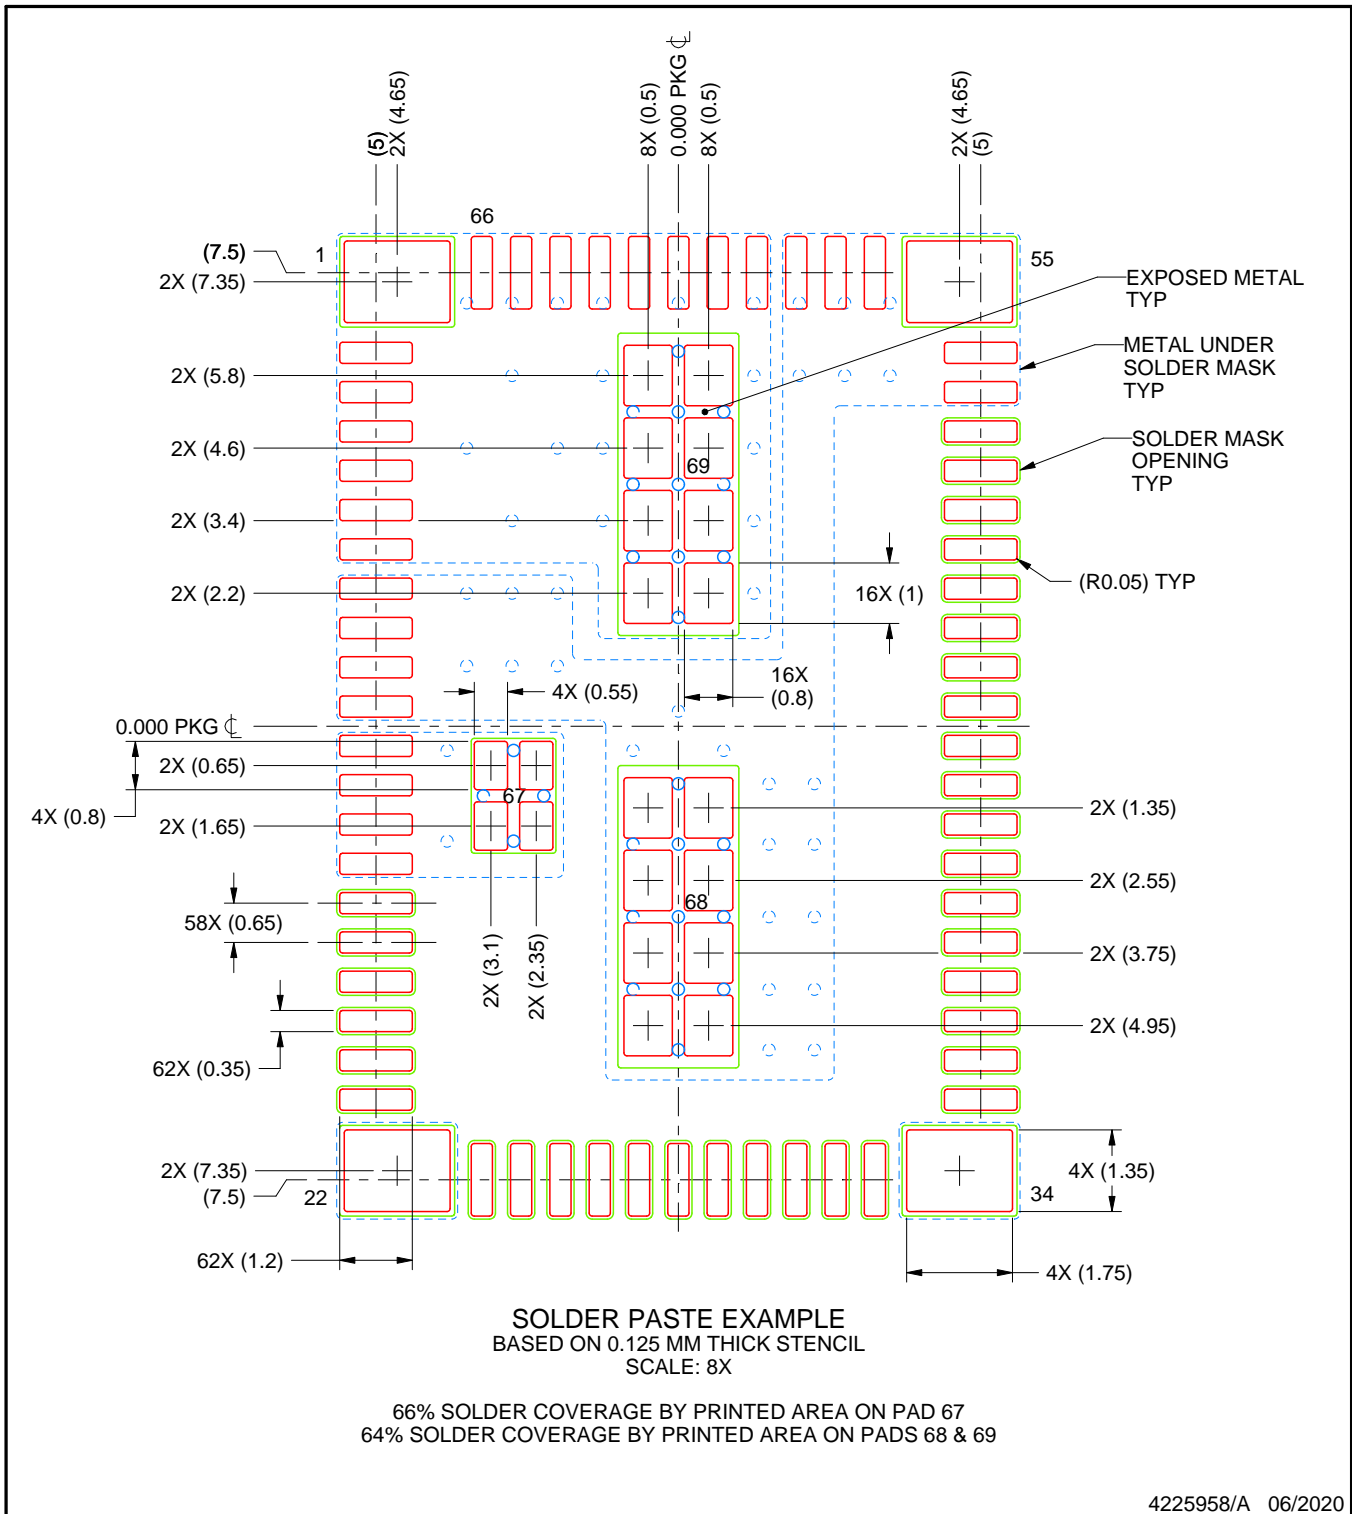 0.000 PKG ℄
(5)
2X (4.65)
8X (0.5)
8X (0.5)
2X (4.65)
(5)
66
1
55
(7.5)
2X (7.35)
EXPOSED METAL
TYP
METAL UNDER
SOLDER MASK
TYP
2X (5.8)
2X (4.6)
SOLDER MASK
OPENING
TYP
69
2X (3.4)
2X (2.2)
16X (1)
(R0.05) TYP
16X
(0.8)
4X (0.55)
0.000 PKG ℄
2X (0.65)
4X (0.8)
67
2X (1.65)
2X (1.35)
2X (2.55)
68
58X (0.65)
2X (3.1)
2X (2.35)
2X (3.75)
2X (4.95)
62X (0.35)
2X (7.35)
(7.5)
22
34
4X (1.35)
62X (1.2)
4X (1.75)
SOLDER PASTE EXAMPLE
BASED ON 0.125 MM THICK STENCIL
SCALE: 8X
66% SOLDER COVERAGE BY PRINTED AREA ON PAD 67
64% SOLDER COVERAGE BY PRINTED AREA ON PADS 68 & 69
4225958/A 06/2020